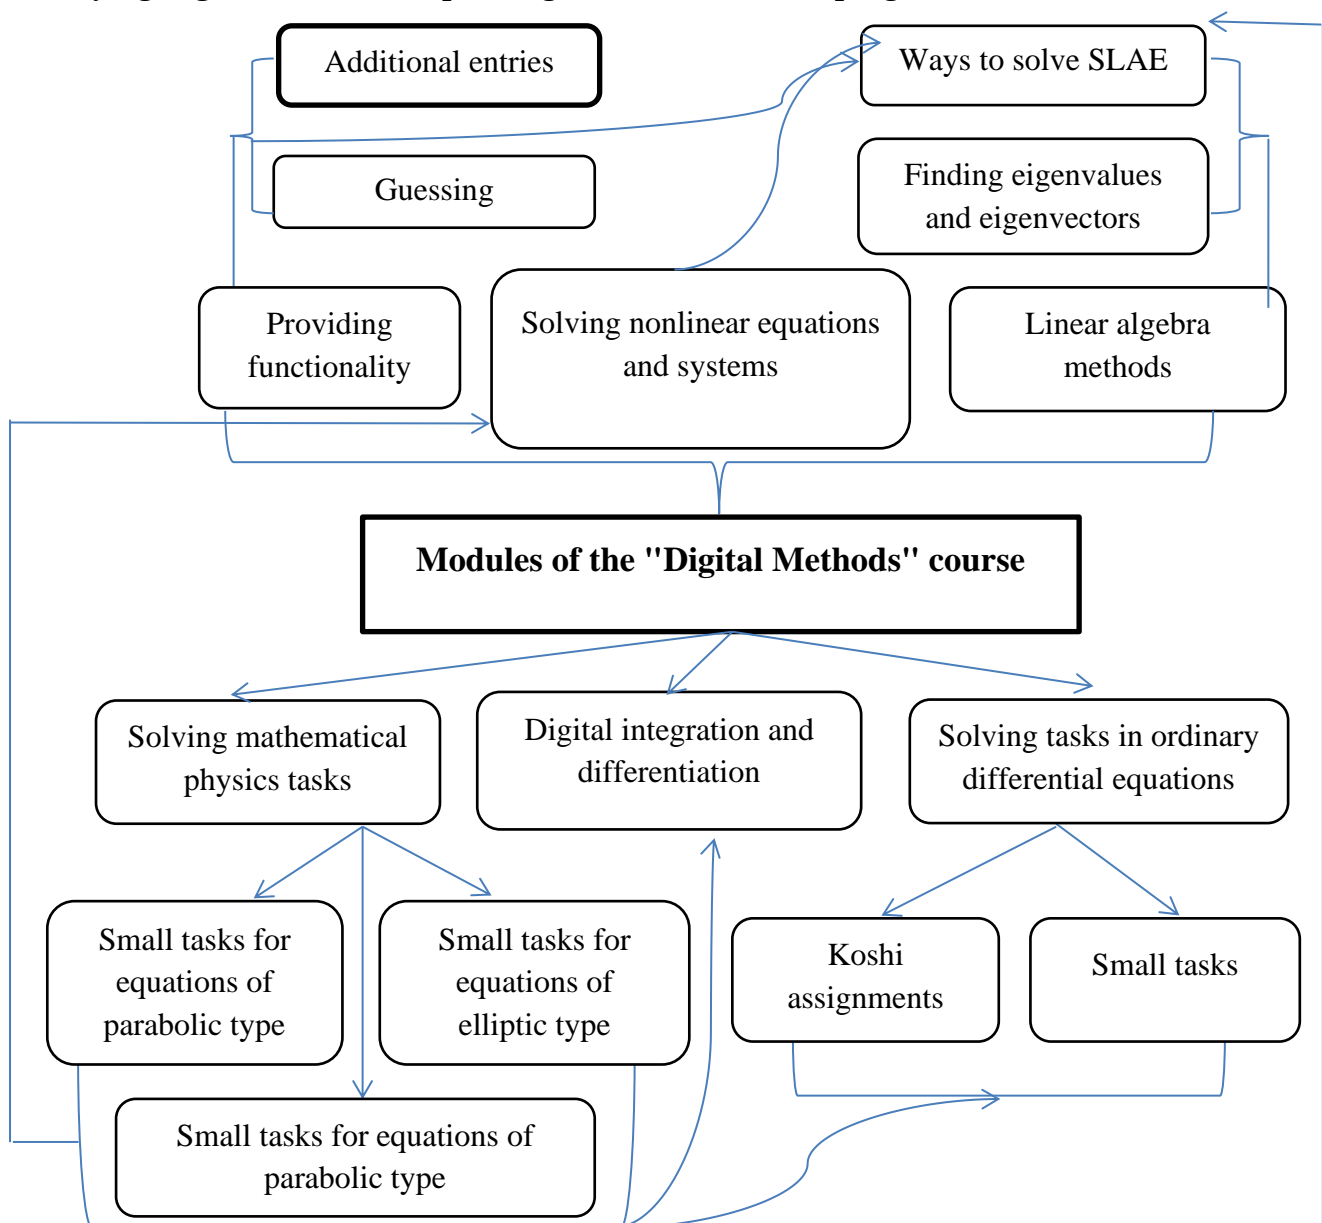 Additional entries
Ways to solve SLAE
Guessing
Finding eigenvalues
and eigenvectors
Providing
functionality
Solving nonlinear equations
and systems
Linear algebra
methods
Modules of the "Digital Methods" course
Solving mathematical
physics tasks
Digital integration and
differentiation
Solving tasks in ordinary
differential equations
Small tasks for
equations of
parabolic type
Small tasks for
equations of
elliptic type
Koshi
assignments
Small tasks
Small tasks for equations of
parabolic type